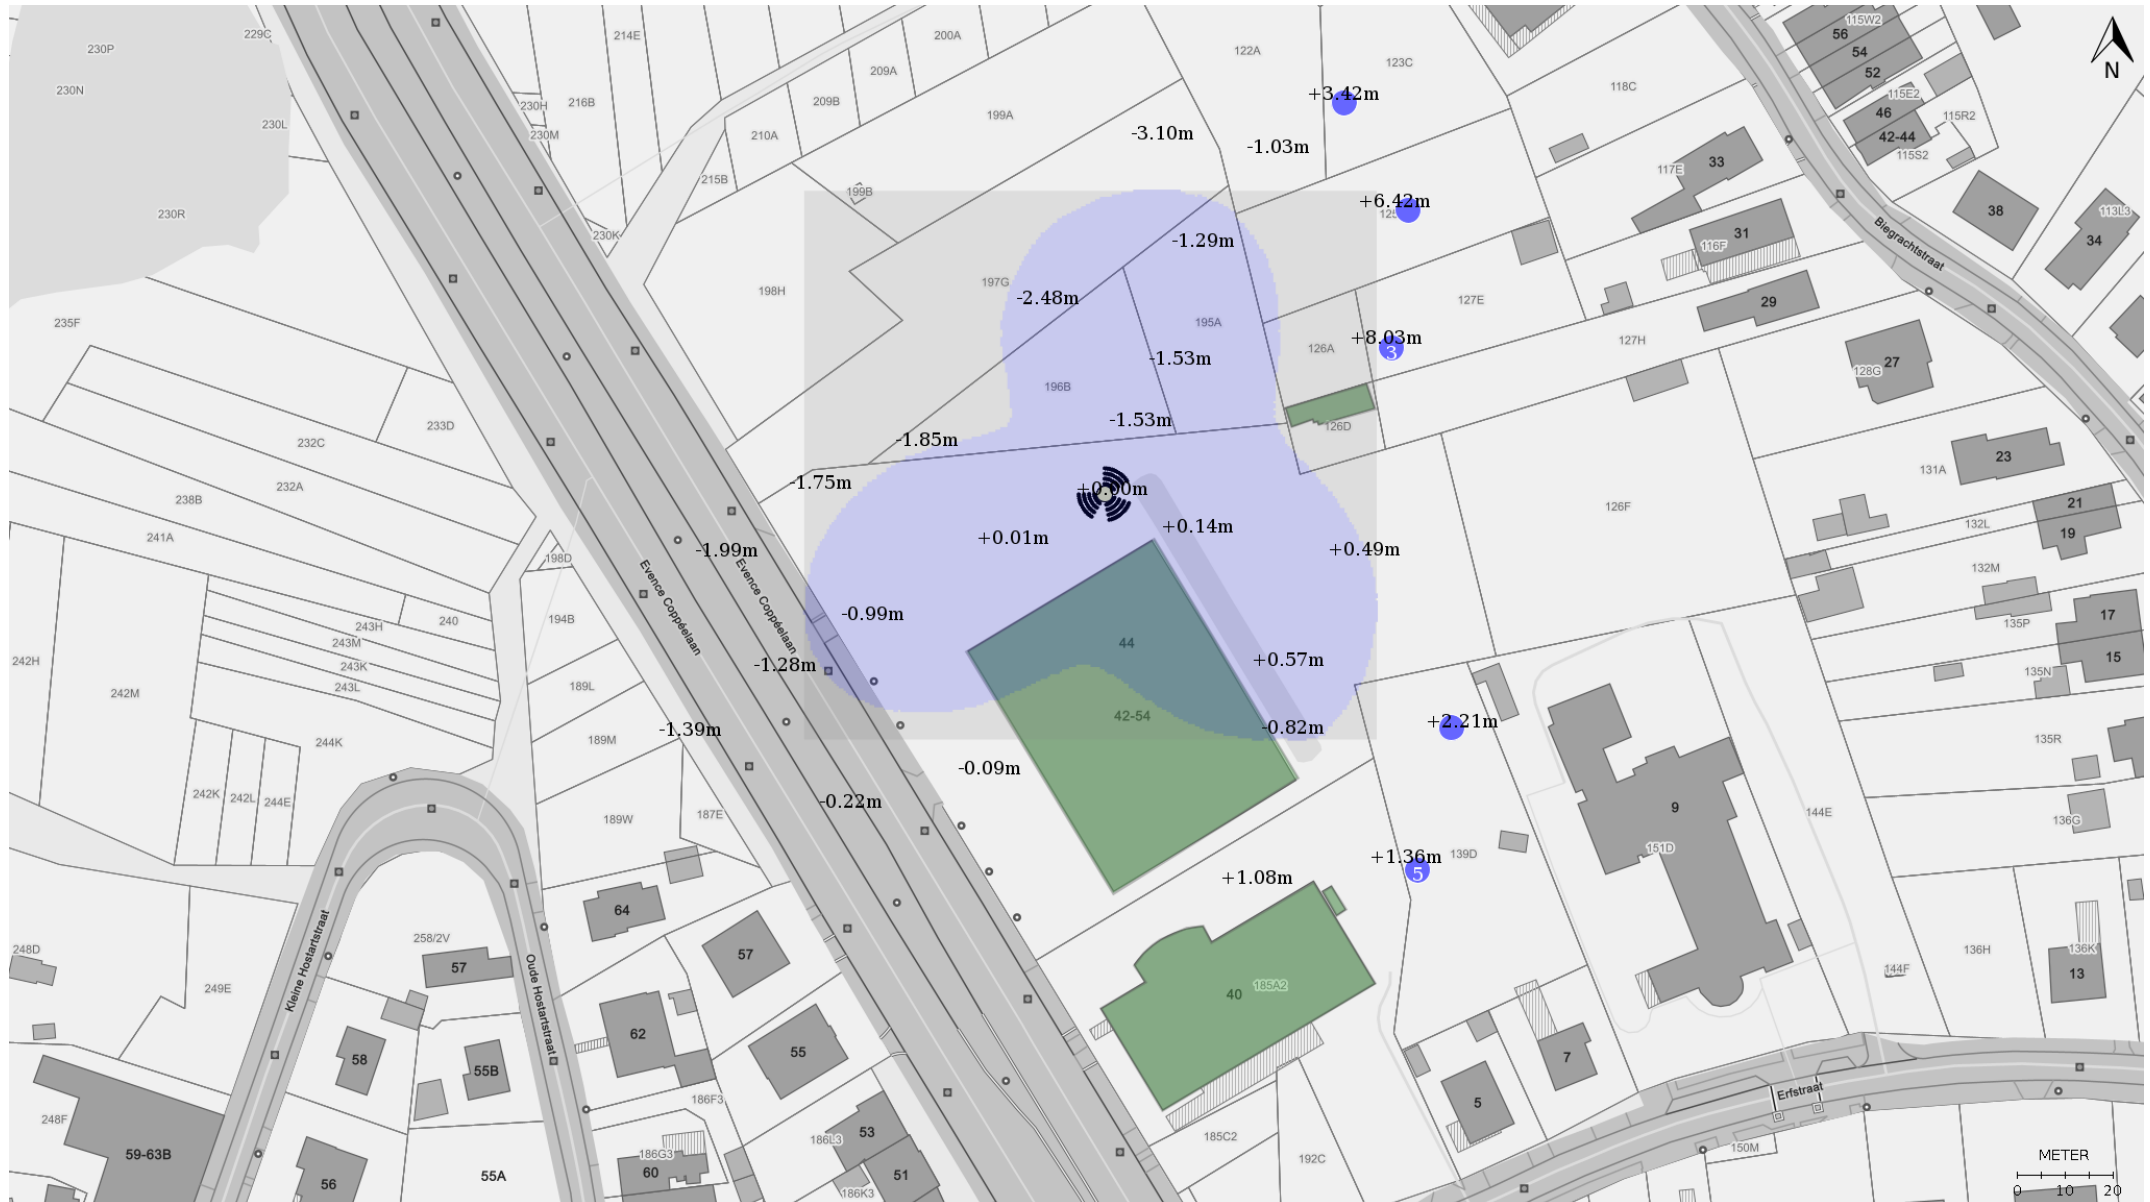 229C
214E
200A
115W2
56
230P
122A
123C
54
N
209A
52
230N
118C
115E2
+3.42m
216B
209B
230H
46
115R2
230L
230M
210A
199A
-3.10m
42-44
-1.03m
115S2
33
117E
215B
199B
+6.42m
38
113L3
230R
125
230K
-1.29m
31
34
116F
Biegrachtstraat
197G
198H
-2.48m
127E
29
235F
195A
+8.03m
126A
3
127H
-1.53m
27
128G
196B
233D
-1.53m
126D
232C
-1.85m
23
131A
-1.75m
232A
+0.00m
238B
126F
21
132L
+0.14m
19
241A
+0.01m
-1.99m
+0.49m
198D
132M
Evence Coppéelaan
Evence Coppéelaan
-0.99m
17
194B
240
243H
135P
243M
44
242H
-1.28m
+0.57m
15
243K
135N
243L
189L
242M
42-54
+2.21m
-1.39m
-0.82m
189M
135R
244K
-0.09m
242K
242L
244E
-0.22m
9
187E
144E
189W
136G
151D
+1.36m
139D
5
+1.08m
64
258/2V
248D
57
57
136H
136K
144F
13
Kleine Hostartstraat
Oude Hostartstraat
249E
185A2
40
62
55
58
7
55B
Erfstraat
186F3
5
248F
53
186L3
185C2
150M
59-63B
186G3
METER
192C
60
55A
51
56
186K3
0 10 20